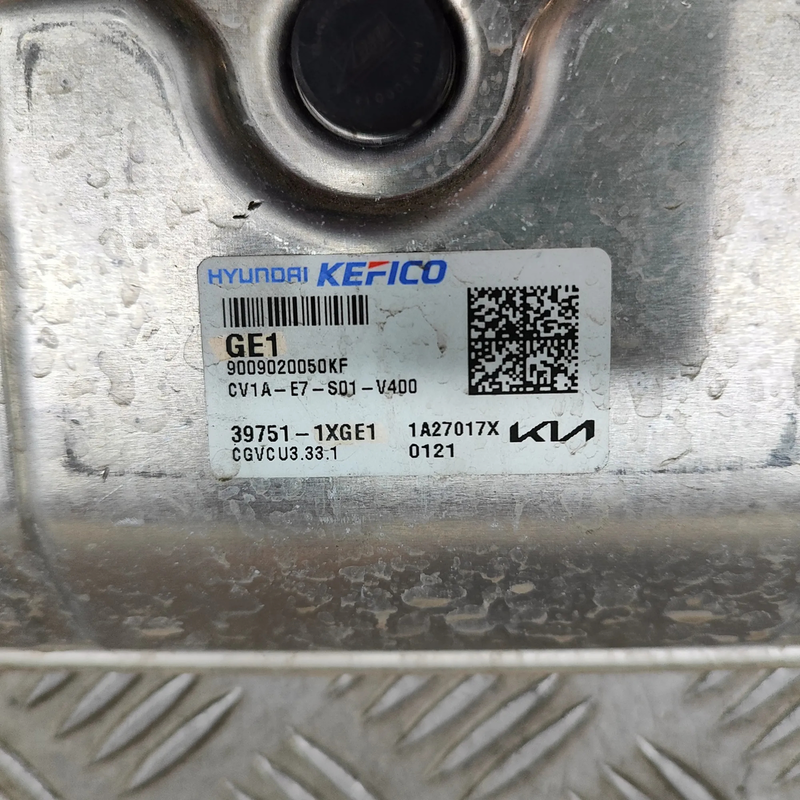 HYUNDAI KEFICO
GE1
9009020050KF
CV1A-E7-S01-V400
39751-1XGE1 1A27017X KIA
CGVCU3.33.1 0121